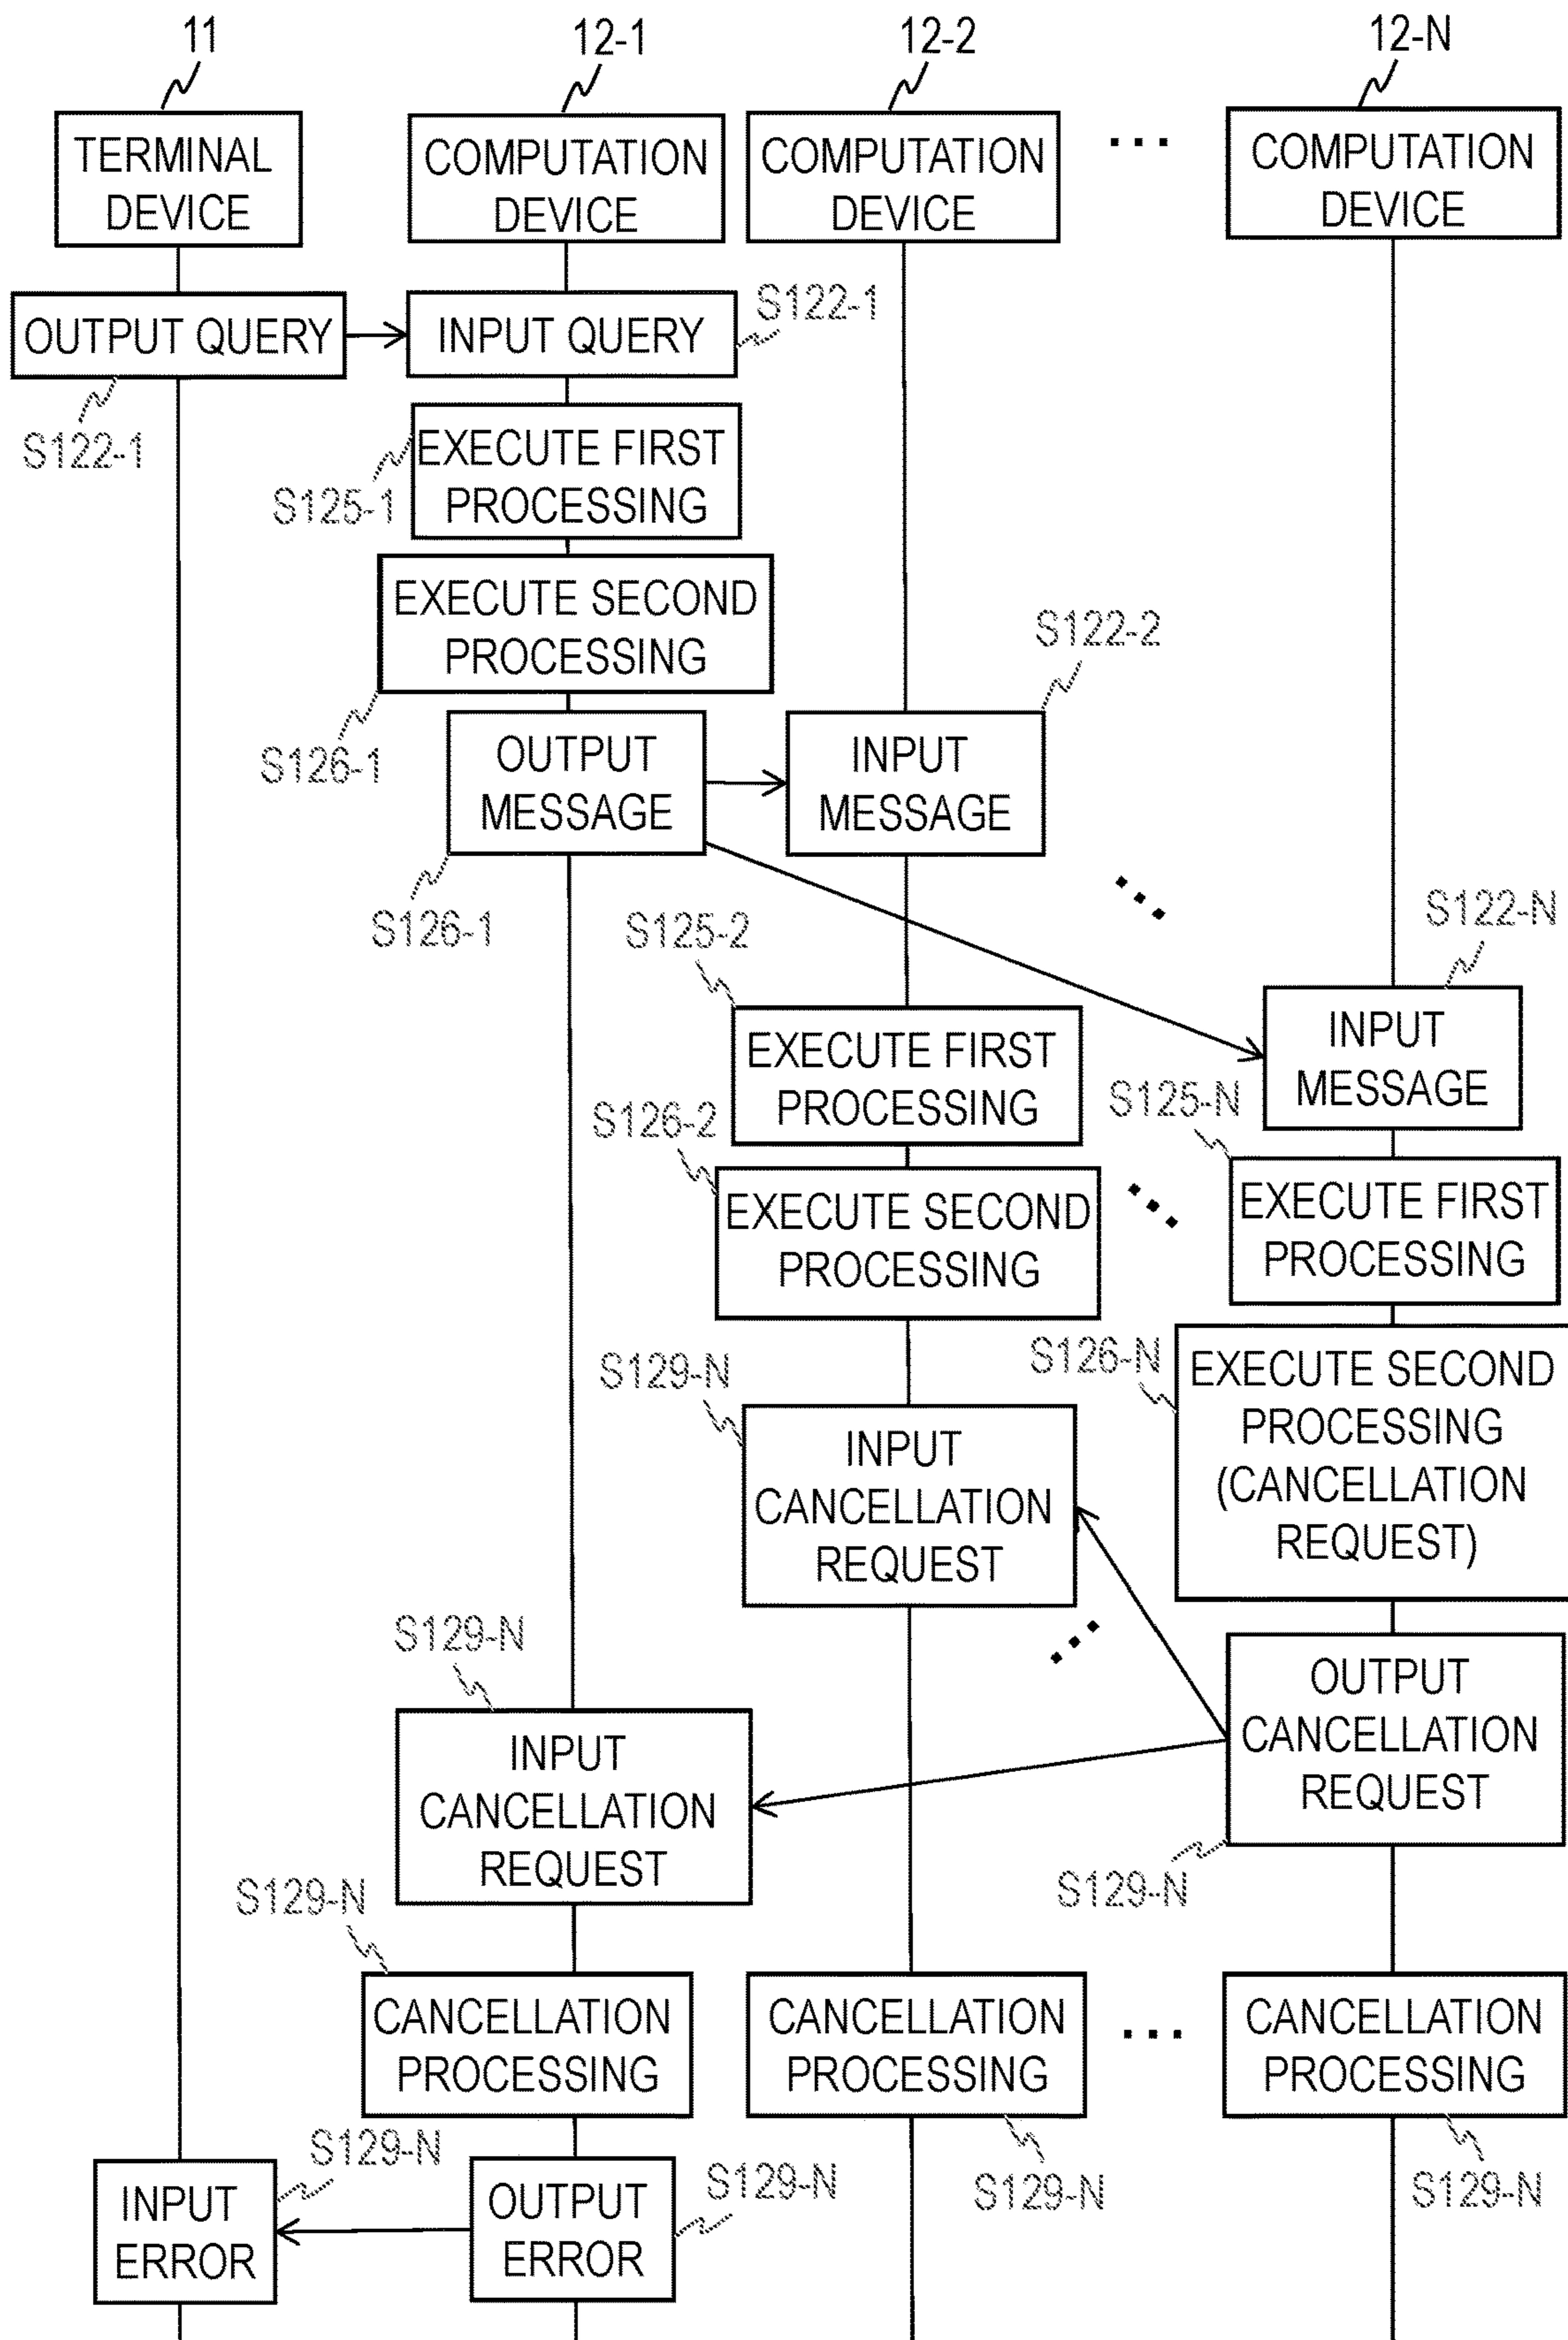 11
12-1
12-2
12-N
TERMINAL
DEVICE
COMPUTATION
DEVICE
COMPUTATION
DEVICE
...
COMPUTATION
DEVICE
OUTPUT QUERY
INPUT QUERY
S122-1
S122-1
EXECUTE FIRST
PROCESSING
S125-1
EXECUTE SECOND
PROCESSING
S126-1
S122-2
OUTPUT
MESSAGE
INPUT
MESSAGE
S126-1
S125-2
S122-N
EXECUTE FIRST
PROCESSING
INPUT
MESSAGE
S126-2
S125-N
EXECUTE SECOND
PROCESSING
EXECUTE FIRST
PROCESSING
S129-N
S126-N
INPUT
CANCELLATION
REQUEST
EXECUTE SECOND
PROCESSING
(CANCELLATION
REQUEST)
S129-N
INPUT
CANCELLATION
REQUEST
OUTPUT
CANCELLATION
REQUEST
S129-N
S129-N
CANCELLATION
PROCESSING
CANCELLATION
PROCESSING
...
CANCELLATION
PROCESSING
S129-N
S129-N
S129-N
S129-N
INPUT
ERROR
OUTPUT
ERROR